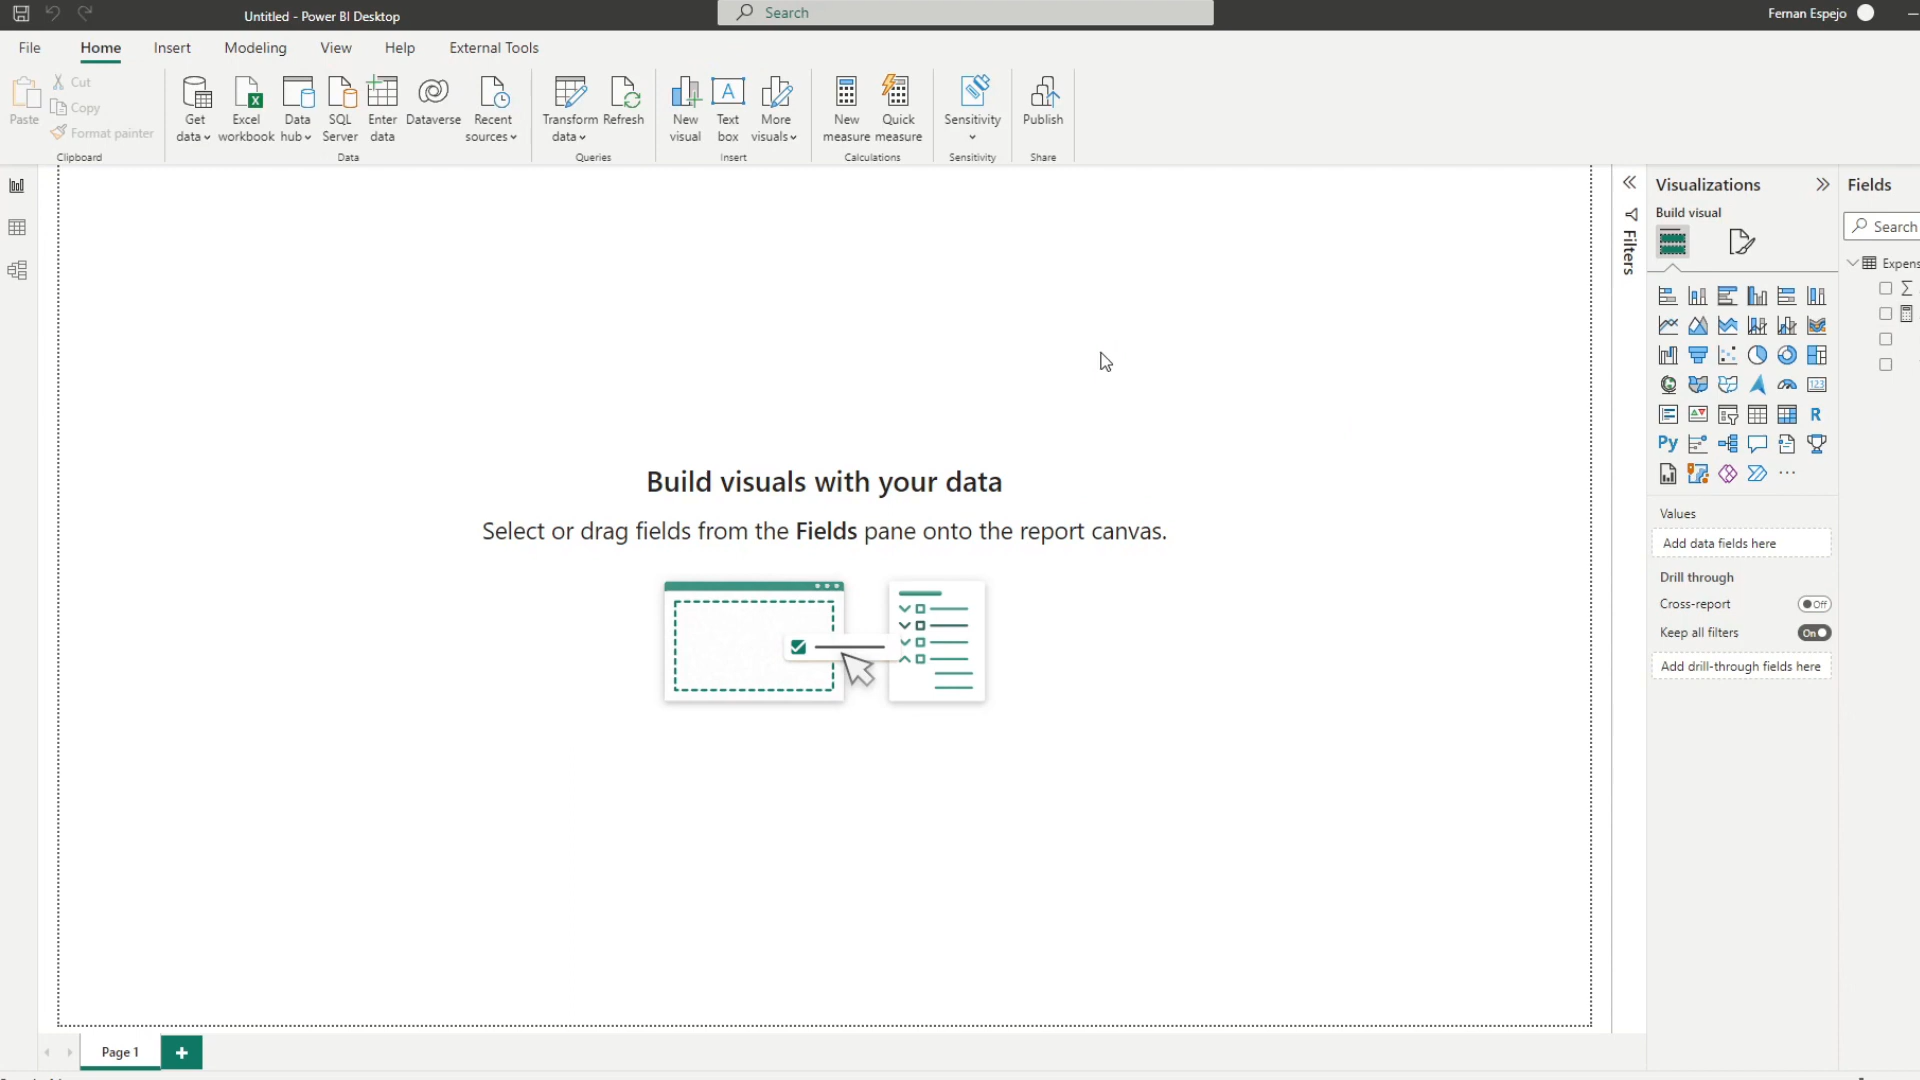 Untitled - Power BI Desktop
Search
Fernan Espejo
File
Home
Insert
Modeling
View
Help
External Tools
Paste
Cut
Copy
Format painter
Clipboard
Get data
Excel workbook
Data hub
SQL Server
Enter data
Dataverse
Recent sources
Data
Transform data
Refresh
Queries
New visual
Text box
More visuals
Insert
New measure
Quick measure
Calculations
Sensitivity
Sensitivity
Publish
Share
Build visuals with your data
Select or drag fields from the Fields pane onto the report canvas.
Filters
Visualizations
Build visual
123
R
Py
Values
Add data fields here
Drill through
Cross-report
Off
Keep all filters
On
Add drill-through fields here
Fields
Search
Expens
Page 1